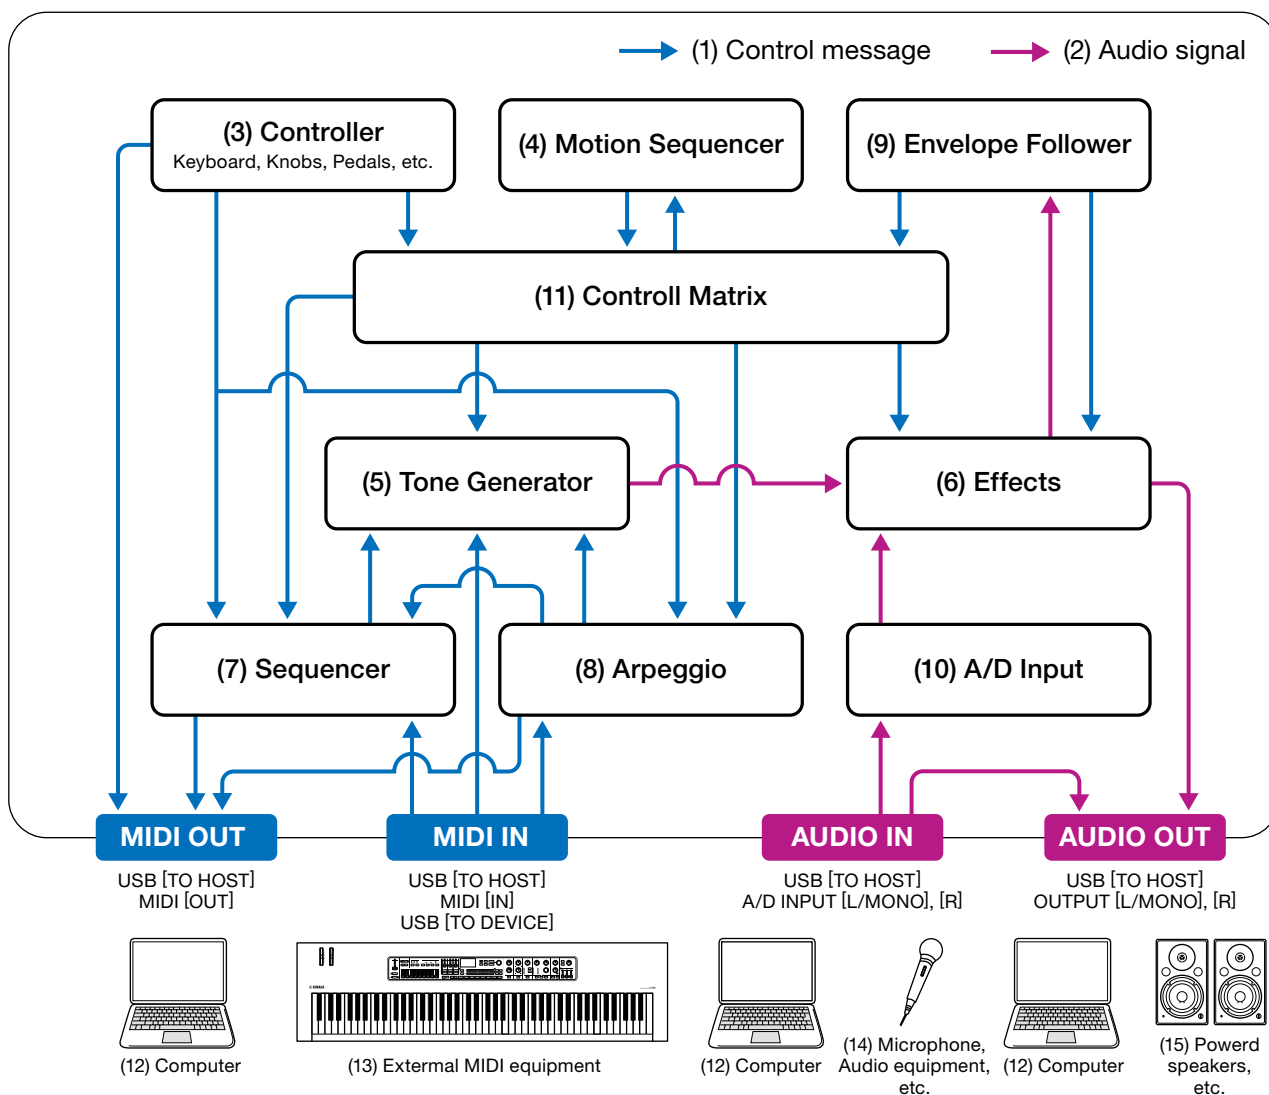 (1) Control message
(2) Audio signal
(3) Controller
Keyboard, Knobs, Pedals, etc.
(4) Motion Sequencer
(9) Envelope Follower
(11) Controll Matrix
(5) Tone Generator
(6) Effects
(7) Sequencer
(8) Arpeggio
(10) A/D Input
MIDI OUT
MIDI IN
AUDIO IN
AUDIO OUT
USB [TO HOST]
MIDI [OUT]
USB [TO HOST]
MIDI [IN]
USB [TO DEVICE]
USB [TO HOST]
A/D INPUT [L/MONO], [R]
USB [TO HOST]
OUTPUT [L/MONO], [R]
YAMAHA
(12) Computer
(13) Extermal MIDI equipment
(12) Computer
(14) Microphone,
Audio equipment,
etc.
(12) Computer
(15) Powerd
speakers,
etc.